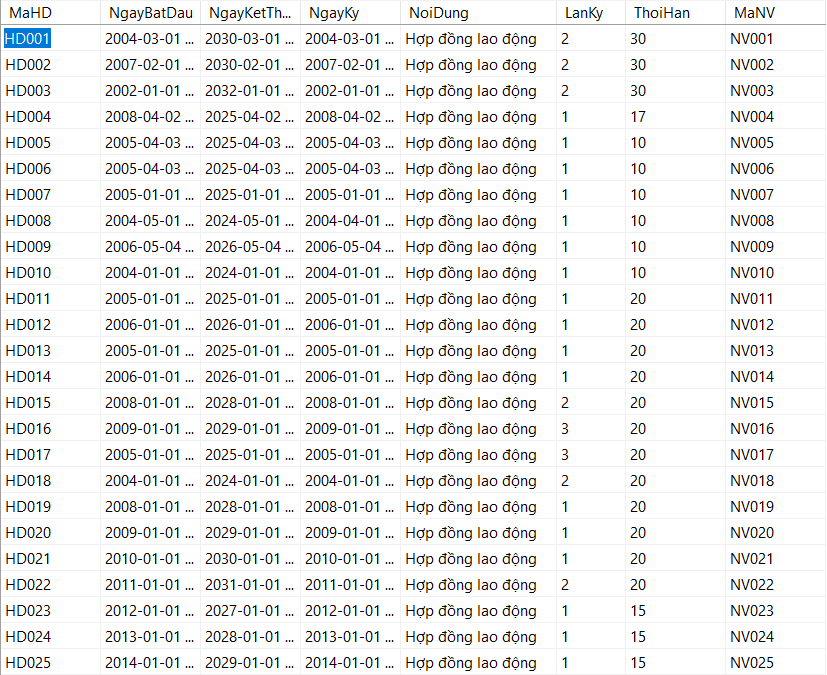 MaHD NgayBatDau NgayKetTh... NgayKy NoiDung LanKy ThoiHan MaNV
HD001 2004-03-01 ... 2030-03-01 ... 2004-03-01 ... Hợp đồng lao động 2 30 NV001
HD002 2007-02-01 ... 2030-02-01 ... 2007-02-01 ... Hợp đồng lao động 2 30 NV002
HD003 2002-01-01 ... 2032-01-01 ... 2002-01-01 ... Hợp đồng lao động 2 30 NV003
HD004 2008-04-02 ... 2025-04-02 ... 2008-04-02 ... Hợp đồng lao động 1 17 NV004
HD005 2005-04-03 ... 2025-04-03 ... 2005-04-03 ... Hợp đồng lao động 1 10 NV005
HD006 2005-04-03 ... 2025-04-03 ... 2005-04-03 ... Hợp đồng lao động 1 10 NV006
HD007 2005-01-01 ... 2025-01-01 ... 2005-01-01 ... Hợp đồng lao động 1 10 NV007
HD008 2004-05-01 ... 2024-05-01 ... 2004-04-01 ... Hợp đồng lao động 1 10 NV008
HD009 2006-05-04 ... 2026-05-04 ... 2006-05-04 ... Hợp đồng lao động 1 10 NV009
HD010 2004-01-01 ... 2024-01-01 ... 2004-01-01 ... Hợp đồng lao động 1 10 NV010
HD011 2005-01-01 ... 2025-01-01 ... 2005-01-01 ... Hợp đồng lao động 1 20 NV011
HD012 2006-01-01 ... 2026-01-01 ... 2006-01-01 ... Hợp đồng lao động 1 20 NV012
HD013 2005-01-01 ... 2025-01-01 ... 2005-01-01 ... Hợp đồng lao động 1 20 NV013
HD014 2006-01-01 ... 2026-01-01 ... 2006-01-01 ... Hợp đồng lao động 1 20 NV014
HD015 2008-01-01 ... 2028-01-01 ... 2008-01-01 ... Hợp đồng lao động 2 20 NV015
HD016 2009-01-01 ... 2029-01-01 ... 2009-01-01 ... Hợp đồng lao động 3 20 NV016
HD017 2005-01-01 ... 2025-01-01 ... 2005-01-01 ... Hợp đồng lao động 3 20 NV017
HD018 2004-01-01 ... 2024-01-01 ... 2004-01-01 ... Hợp đồng lao động 2 20 NV018
HD019 2008-01-01 ... 2028-01-01 ... 2008-01-01 ... Hợp đồng lao động 1 20 NV019
HD020 2009-01-01 ... 2029-01-01 ... 2009-01-01 ... Hợp đồng lao động 1 20 NV020
HD021 2010-01-01 ... 2030-01-01 ... 2010-01-01 ... Hợp đồng lao động 1 20 NV021
HD022 2011-01-01 ... 2031-01-01 ... 2011-01-01 ... Hợp đồng lao động 2 20 NV022
HD023 2012-01-01 ... 2027-01-01 ... 2012-01-01 ... Hợp đồng lao động 1 15 NV023
HD024 2013-01-01 ... 2028-01-01 ... 2013-01-01 ... Hợp đồng lao động 1 15 NV024
HD025 2014-01-01 ... 2029-01-01 ... 2014-01-01 ... Hợp đồng lao động 1 15 NV025